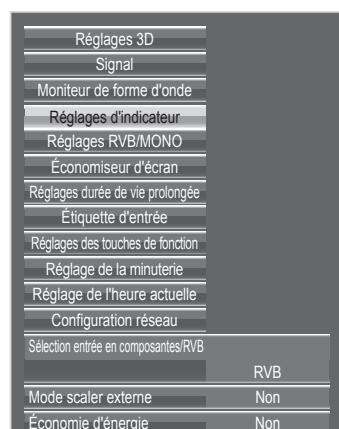 Réglages 3D
Signal
Moniteur de forme d'onde
Réglages d'indicateur
Réglages RVB/MONO
Économiseur d'écran
Réglages durée de vie prolongée
Étiquette d'entrée
Réglages des touches de fonction
Réglage de la minuterie
Réglage de l'heure actuelle
Configuration réseau
Sélection entrée en composantes/RVB
RVB
Mode scaler externe Non
Économie d'énergie Non